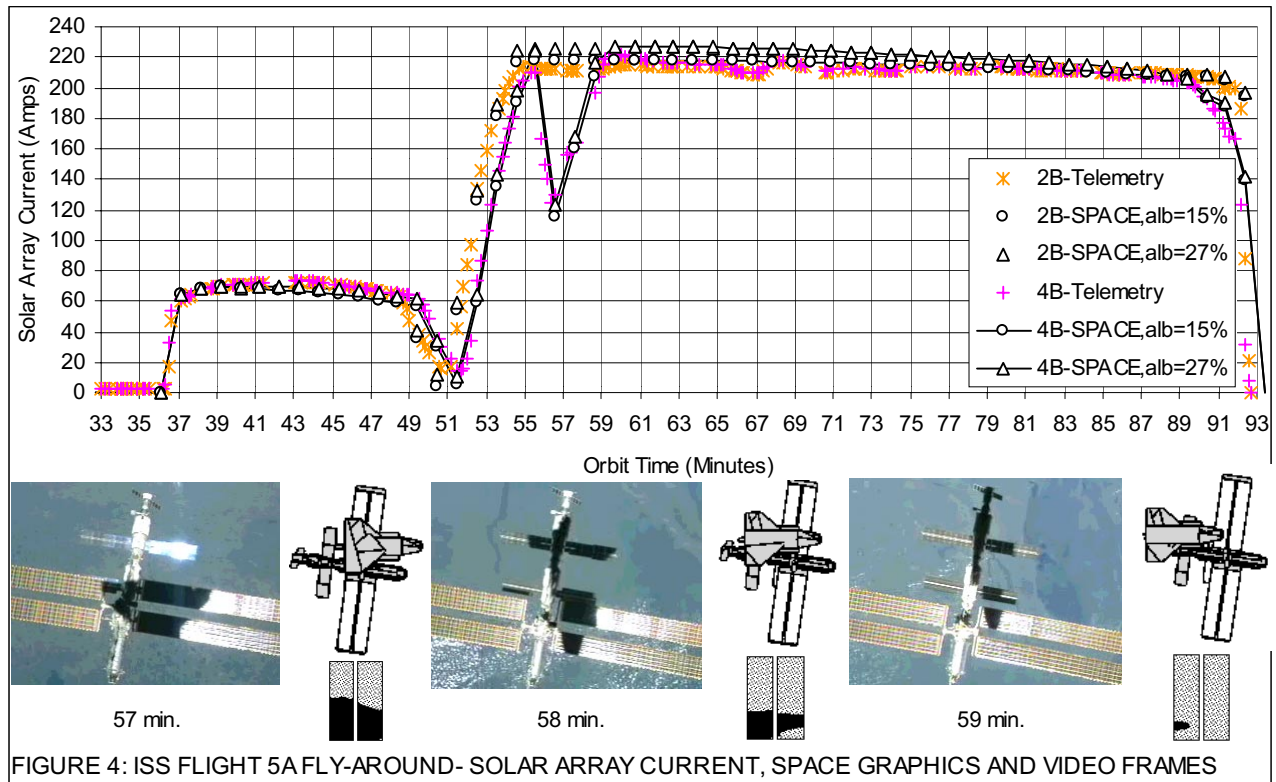 240
220
200
180
160
140
120
100
80
60
40
20
0
Solar Array Current (Amps)
33 35 37 39 41 43 45 47 49 51 53 55 57 59 61 63 65 67 69 71 73 75 77 79 81 83 85 87 89 91 93
Orbit Time (Minutes)
2B-Telemetry
2B-SPACE,alb=15%
2B-SPACE,alb=27%
4B-Telemetry
4B-SPACE,alb=15%
4B-SPACE,alb=27%
57 min.
58 min.
59 min.
FIGURE 4: ISS FLIGHT 5A FLY-AROUND- SOLAR ARRAY CURRENT, SPACE GRAPHICS AND VIDEO FRAMES